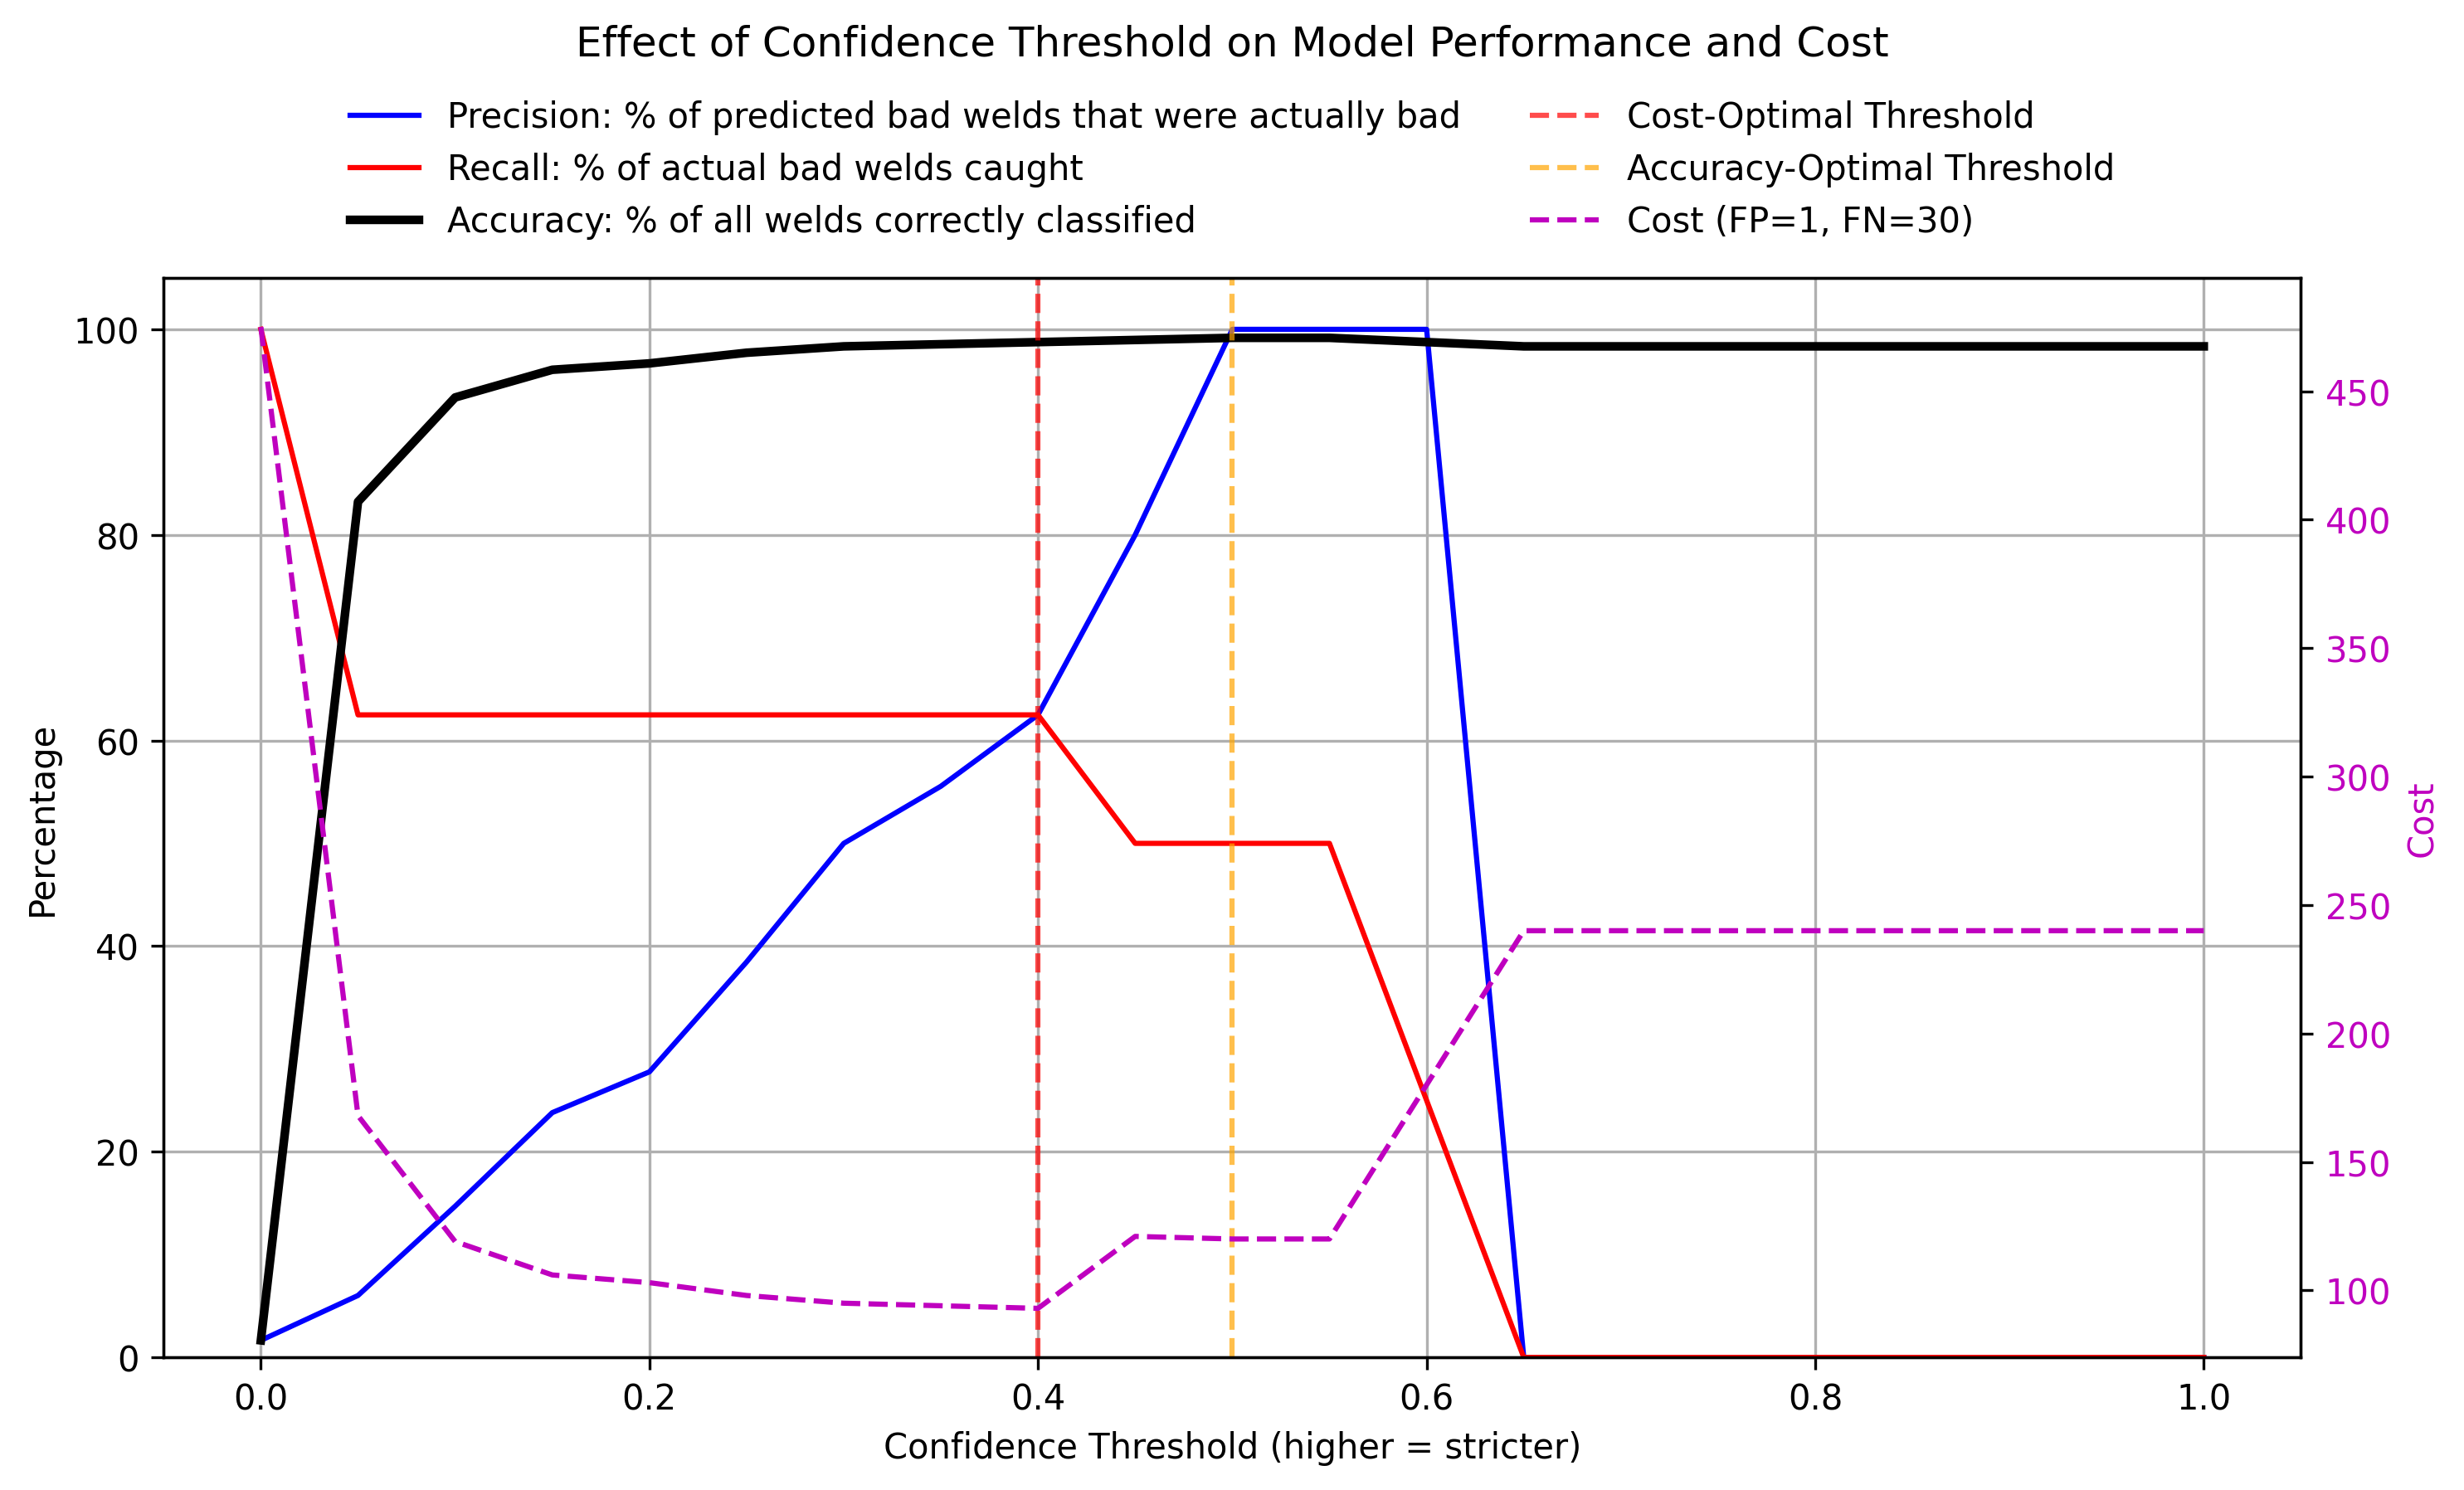 Effect of Confidence Threshold on Model Performance and Cost
Precision: % of predicted bad welds that were actually bad
Recall: % of actual bad welds caught
Accuracy: % of all welds correctly classified
Cost-Optimal Threshold
Accuracy-Optimal Threshold
Cost (FP=1, FN=30)
Percentage
100
80
60
40
20
0
450
400
350
300
250
200
150
100
Cost
0.0
0.2
0.4
0.6
0.8
1.0
Confidence Threshold (higher = stricter)